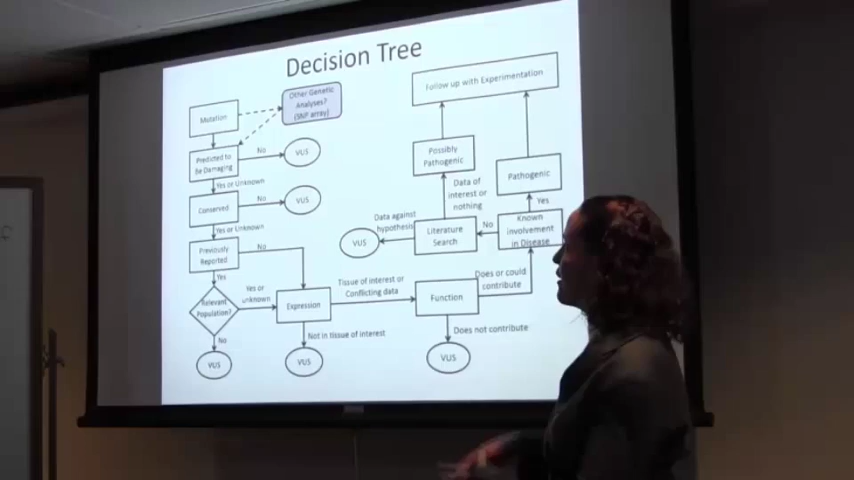 Decision Tree
Mutation
Other Genetic
Analyses?
(SNP array)
Follow up with Experimentation
Predicted to
Be Damaging
No
VUS
Possibly
Pathogenic
Pathogenic
Yes or Unknown
Conserved
No
VUS
Data of
interest or
nothing
Yes
Yes or Unknown
Data against
hypothesis
VUS
Literature
Search
No
Known
involvement
in Disease
Previously
Reported
No
Yes
Relevant
Population?
Yes or
unknown
Expression
Tissue of interest or
Conflicting data
Function
Does or could
contribute
No
VUS
Not in tissue of interest
VUS
Does not contribute
VUS